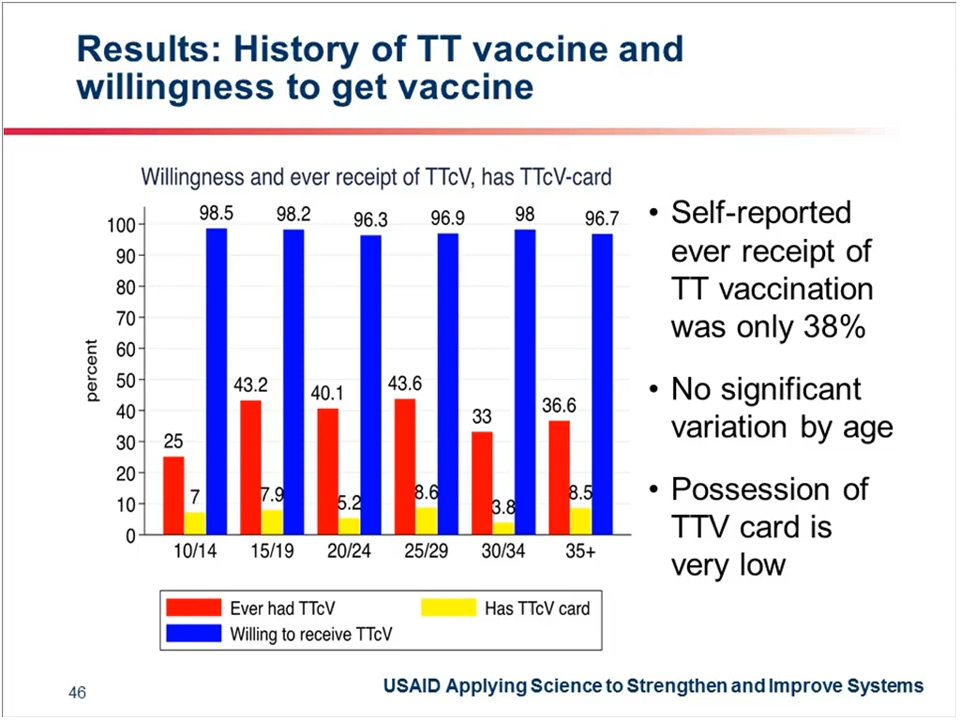 Results: History of TT vaccine and
willingness to get vaccine
Willingness and ever receipt of TTcV, has TTcV-card
percent
100
90
80
70
60
50
40
30
20
10
0
98.5
98.2
96.3
96.9
98
96.7
25
43.2
40.1
43.6
33
36.6
7
7.9
5.2
8.6
3.8
8.5
10/14
15/19
20/24
25/29
30/34
35+
Ever had TTcV
Has TTcV card
Willing to receive TTcV
• Self-reported
ever receipt of
TT vaccination
was only 38%
• No significant
variation by age
• Possession of
TTV card is
very low
46
USAID Applying Science to Strengthen and Improve Systems